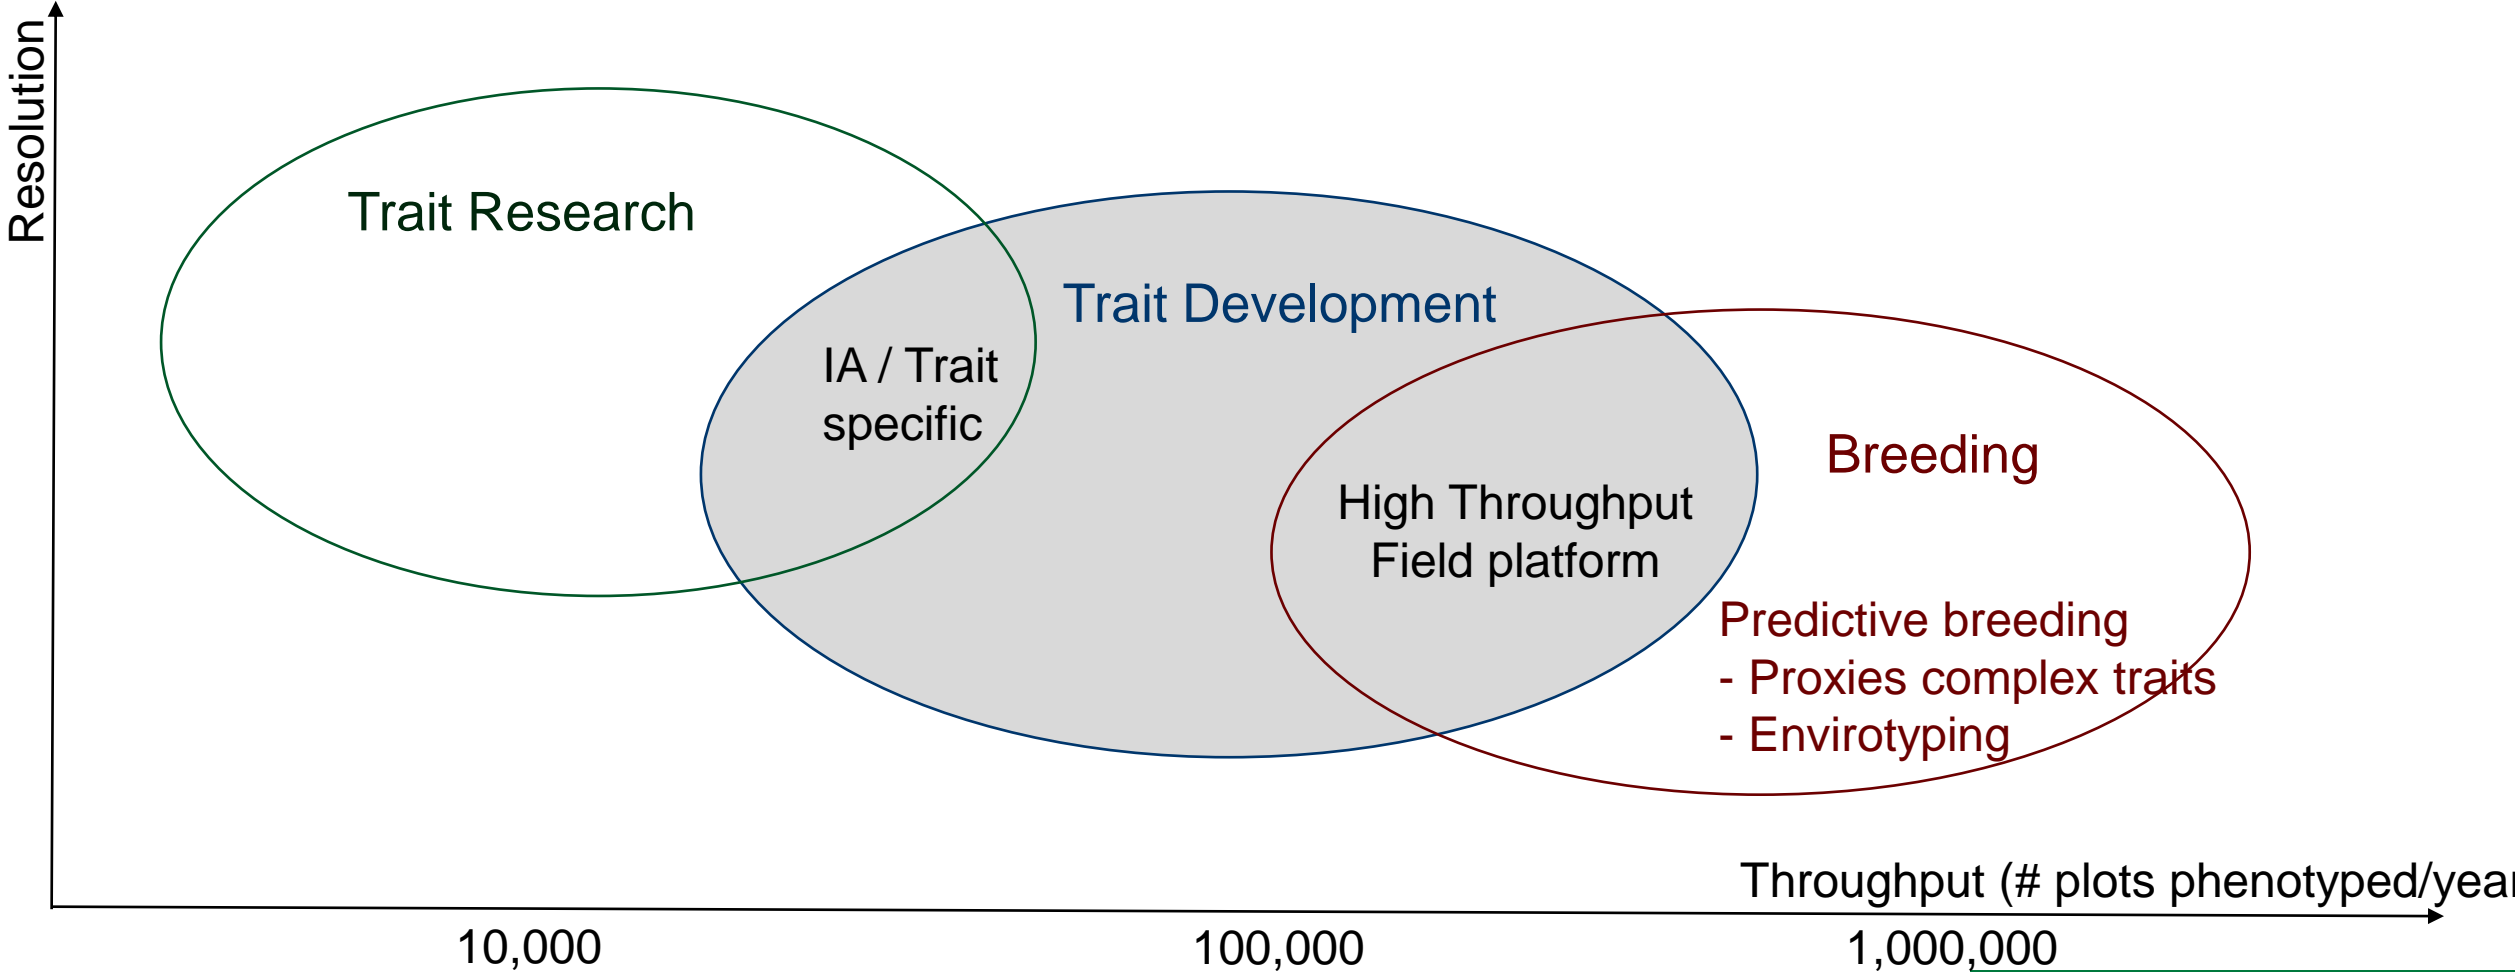 Resolution
Trait Research
Trait Development
IA / Trait
specific
Breeding
High Throughput
Field platform
Predictive breeding
- Proxies complex traits
- Envirotyping
Throughput (# plots phenotyped/year
10,000
100,000
1,000,000